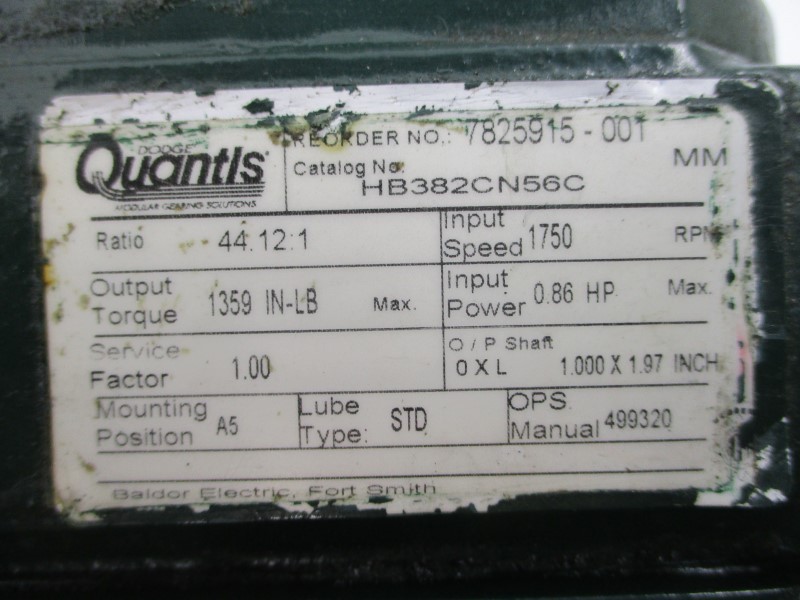 DODGE
Quantis
MODULAR GEARING SOLUTIONS
REORDER NO.: 7825915-001
Catalog No:
HB382CN56C
MM
Ratio 44.12:1
Input Speed 1750 RPM
Output Torque 1359 IN-LB Max.
Input Power 0.86 HP Max.
Service Factor 1.00
O / P Shaft
O X L 1.000 X 1.97 INCH
Mounting Position A5
Lube Type: STD
OPS Manual 499320
Baldor Electric, Fort Smith